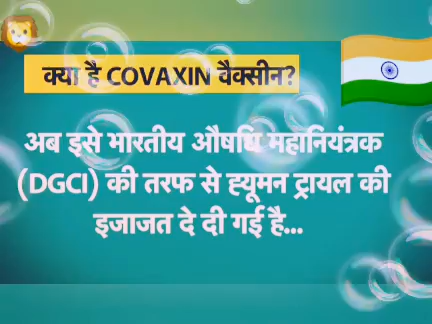 क्या है COVAXIN वैक्सीन?
अब इसे भारतीय औषधि महानियंत्रक
(DGCI) की तरफ से ह्यूमन ट्रायल की
इजाजत दे दी गई है...